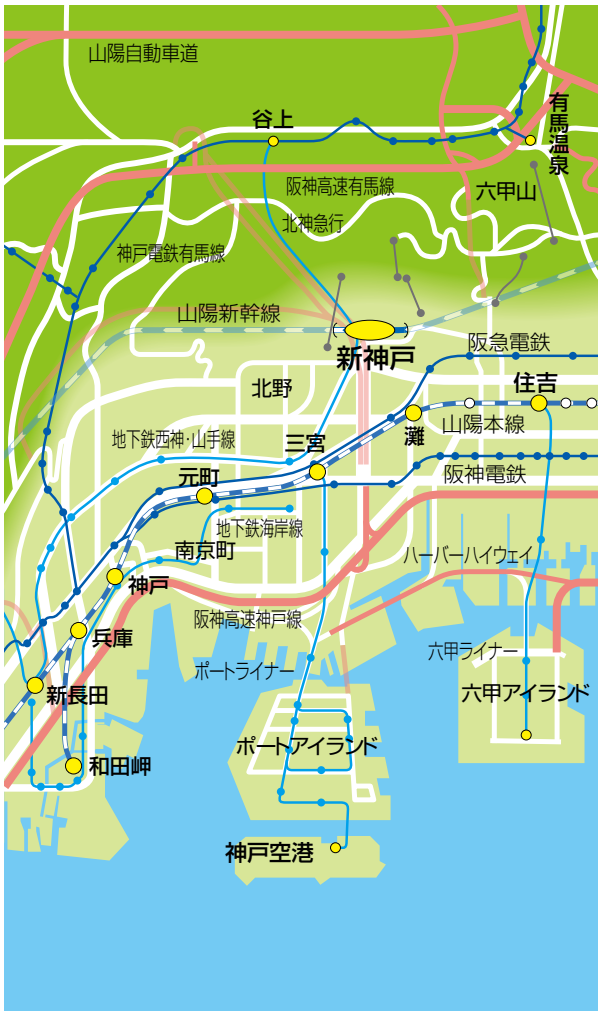 山陽自動車道
谷上
有馬温泉
阪神高速有馬線
六甲山
北神急行
神戸電鉄有馬線
山陽新幹線
新神戸
阪急電鉄
北野
住吉
山陽本線
灘
地下鉄西神・山手線
三宮
元町
阪神電鉄
地下鉄海岸線
南京町
ハーバーハイウェイ
神戸
阪神高速神戸線
兵庫
六甲ライナー
ポートライナー
新長田
六甲アイランド
ポートアイランド
和田岬
神戸空港